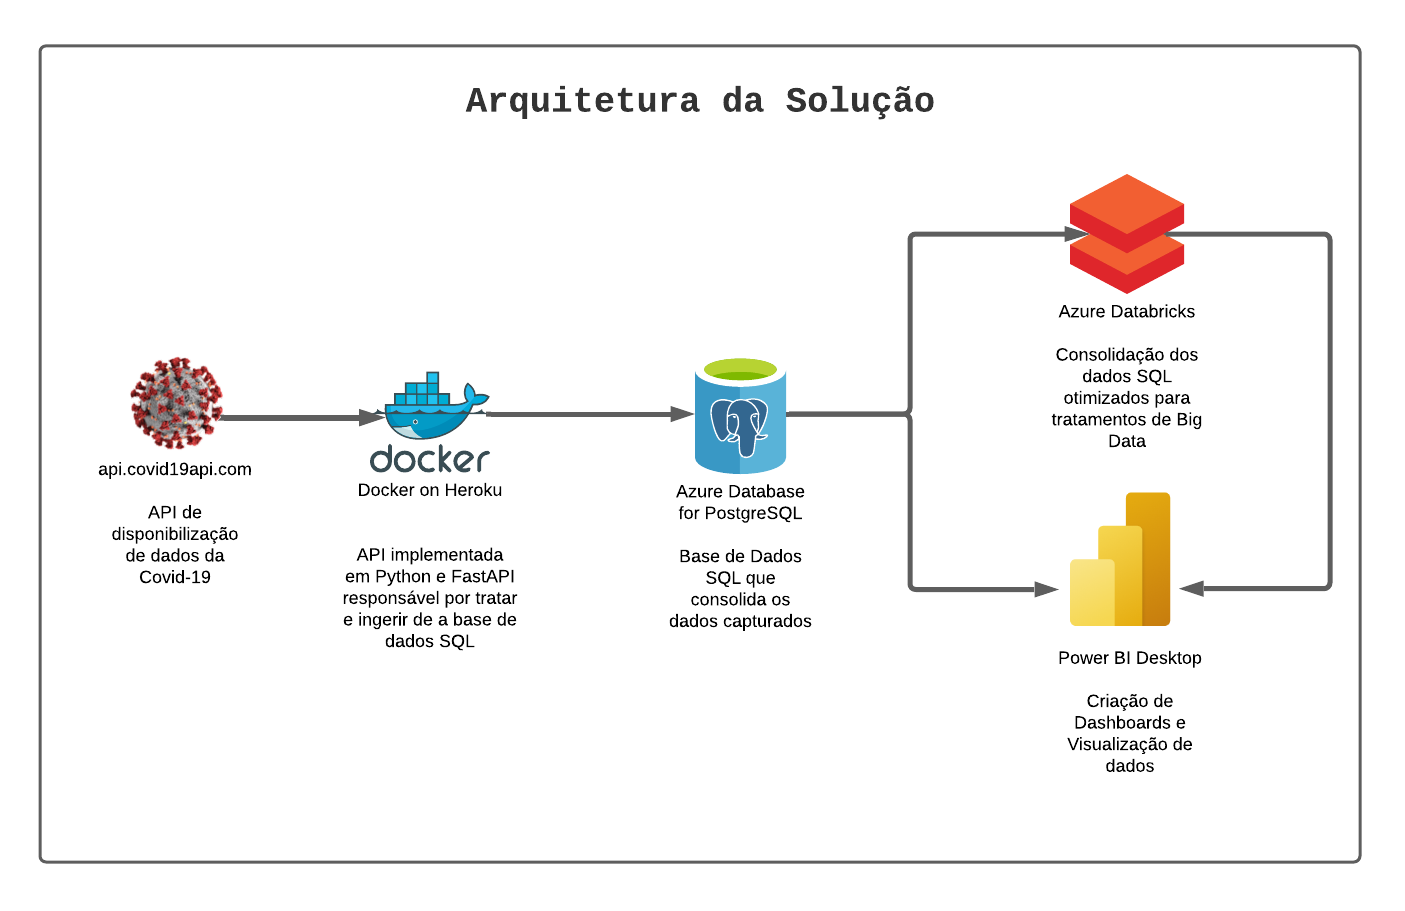 Arquitetura da Solução
api.covid19api.com
API de
disponibilização
de dados da
Covid-19
docker
Docker on Heroku
API implementada
em Python e FastAPI
responsável por tratar
e ingerir de a base de
dados SQL
Azure Database
for PostgreSQL
Base de Dados
SQL que
consolida os
dados capturados
Azure Databricks
Consolidação dos
dados SQL
otimizados para
tratamentos de Big
Data
Power BI Desktop
Criação de
Dashboards e
Visualização de
dados